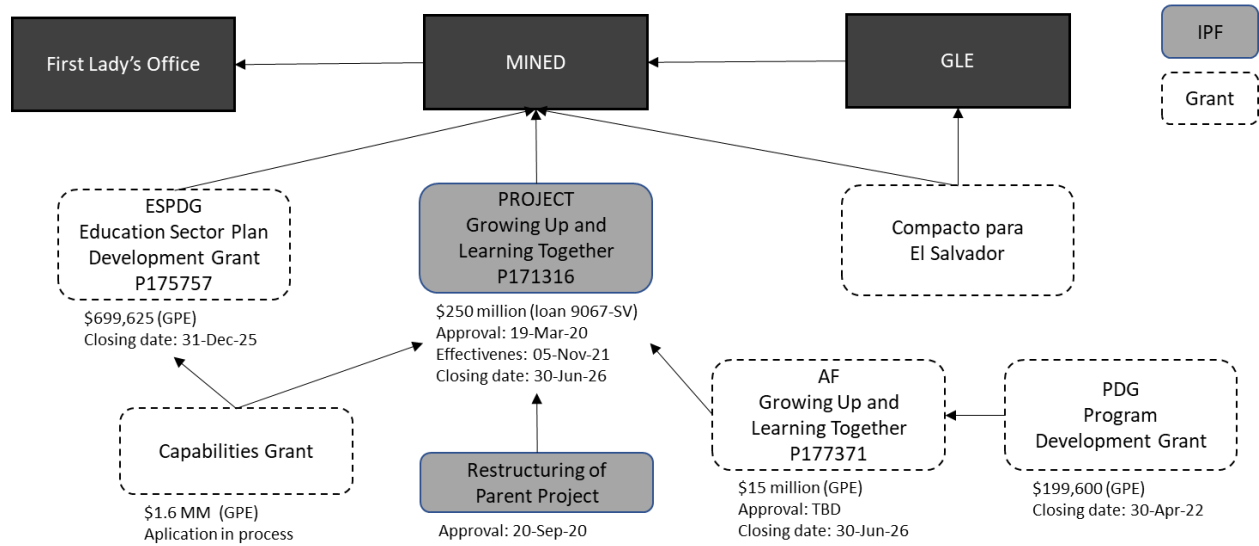 First Lady's Office
MINED
GLE
IPF
Grant
ESPDG
Education Sector Plan
Development Grant
P175757
$699,625 (GPE)
Closing date: 31-Dec-25
PROJECT
Growing Up and
Learning Together
P171316
$250 million (loan 9067-SV)
Approval: 19-Mar-20
Effectivenes: 05-Nov-21
Closing date: 30-Jun-26
Compacto para
El Salvador
Capabilities Grant
$1.6 MM (GPE)
Aplication in process
Restructuring of
Parent Project
Approval: 20-Sep-20
AF
Growing Up and
Learning Together
P177371
$15 million (GPE)
Approval: TBD
Closing date: 30-Jun-26
PDG
Program
Development Grant
$199,600 (GPE)
Closing date: 30-Apr-22